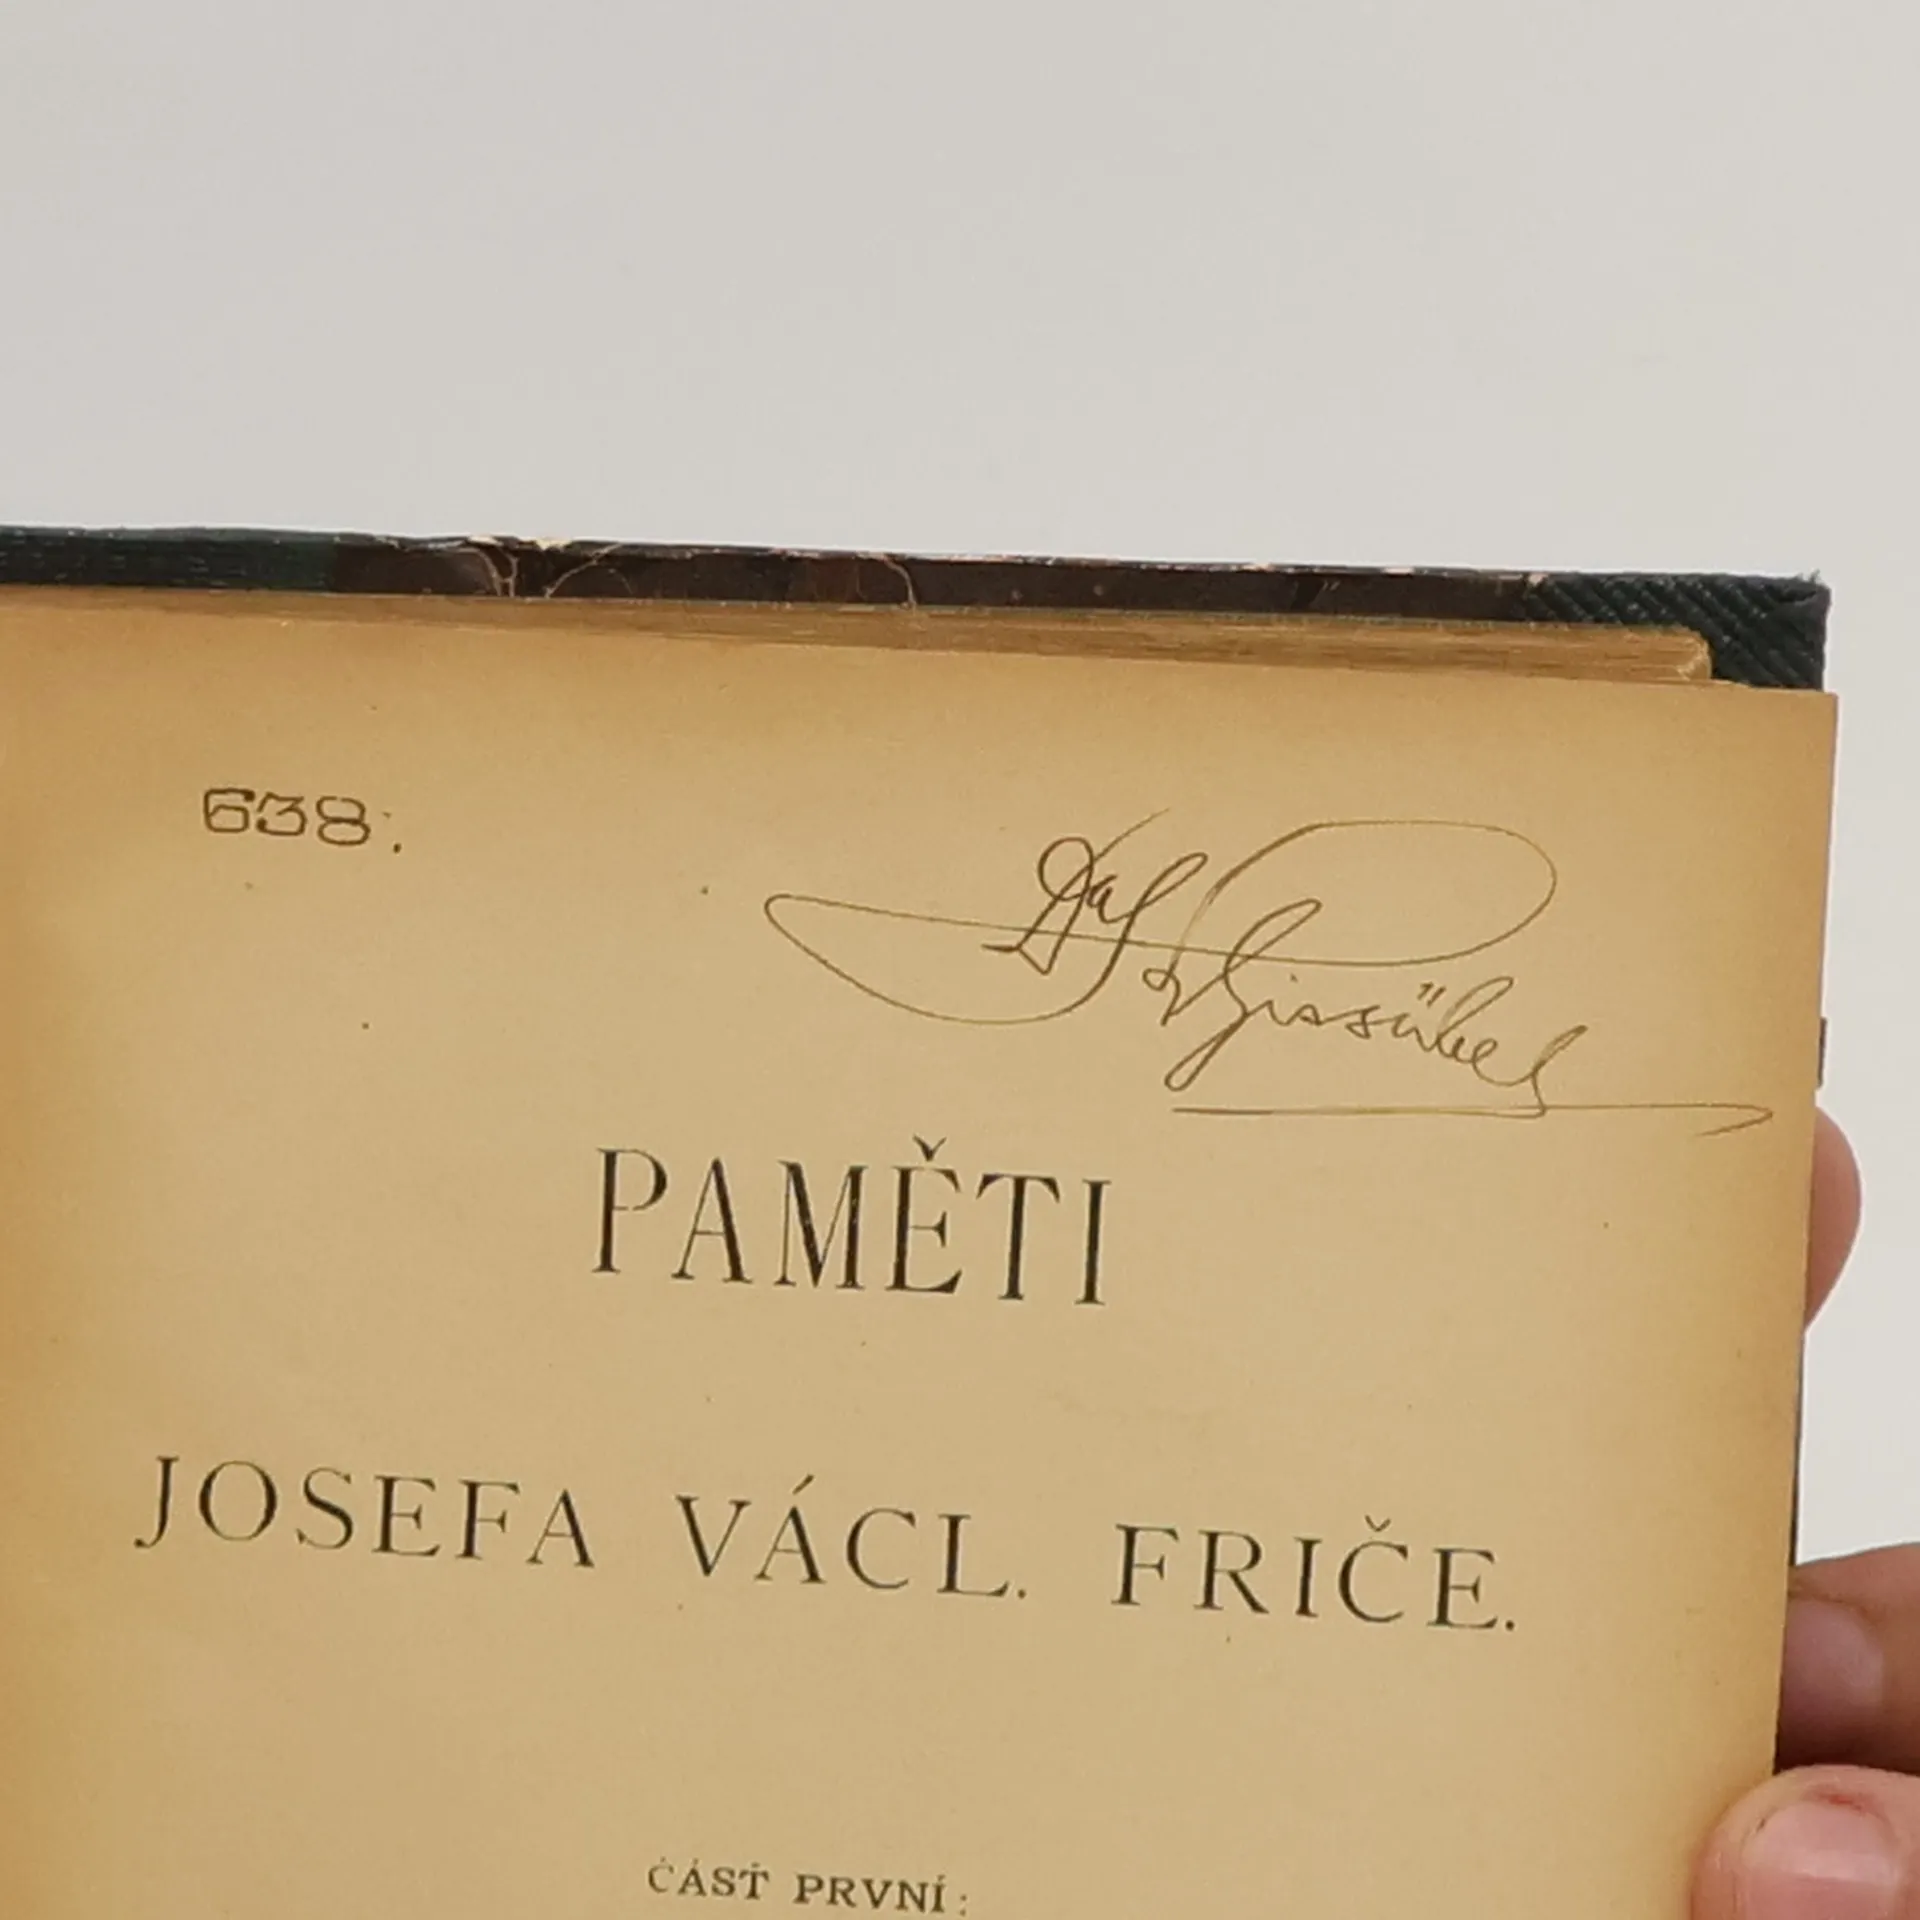 638.
PAMĚTI
JOSEFA VÁCL. FRIČE.
ČÁSŤ PRVNÍ: